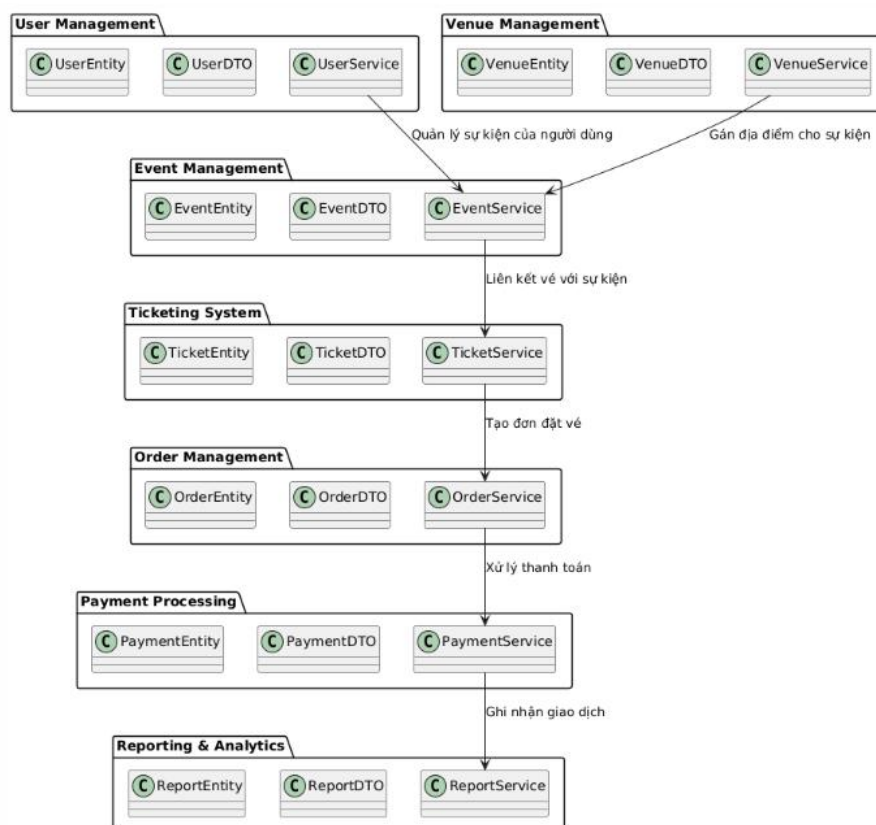 User Management
Venue Management
C UserEntity
C UserDTO
C UserService
C VenueEntity
C VenueDTO
C VenueService
Quản lý sự kiện của người dùng
Gán địa điểm cho sự kiện
Event Management
C EventEntity
C EventDTO
C EventService
Liên kết vé với sự kiện
Ticketing System
C TicketEntity
C TicketDTO
C TicketService
Tạo đơn đặt vé
Order Management
C OrderEntity
C OrderDTO
C OrderService
Xử lý thanh toán
Payment Processing
C PaymentEntity
C PaymentDTO
C PaymentService
Ghi nhận giao dịch
Reporting & Analytics
C ReportEntity
C ReportDTO
C ReportService